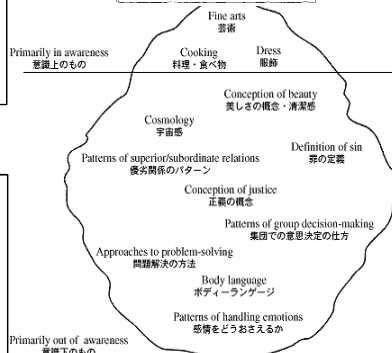 Fine arts
芸術
Primarily in awareness
意識上のもの
Cooking
料理・食べ物
Dress
服飾
Conception of beauty
美しさの概念・清潔感
Cosmology
宇宙感
Definition of sin
罪の定義
Patterns of superior/subordinate relations
優劣関係のパターン
Conception of justice
正義の概念
Patterns of group decision-making
集団での意思決定の仕方
Approaches to problem-solving
問題解決の方法
Body language
ボディーランゲージ
Patterns of handling emotions
感情をどうおさえるか
Primarily out of awareness
意識下のもの